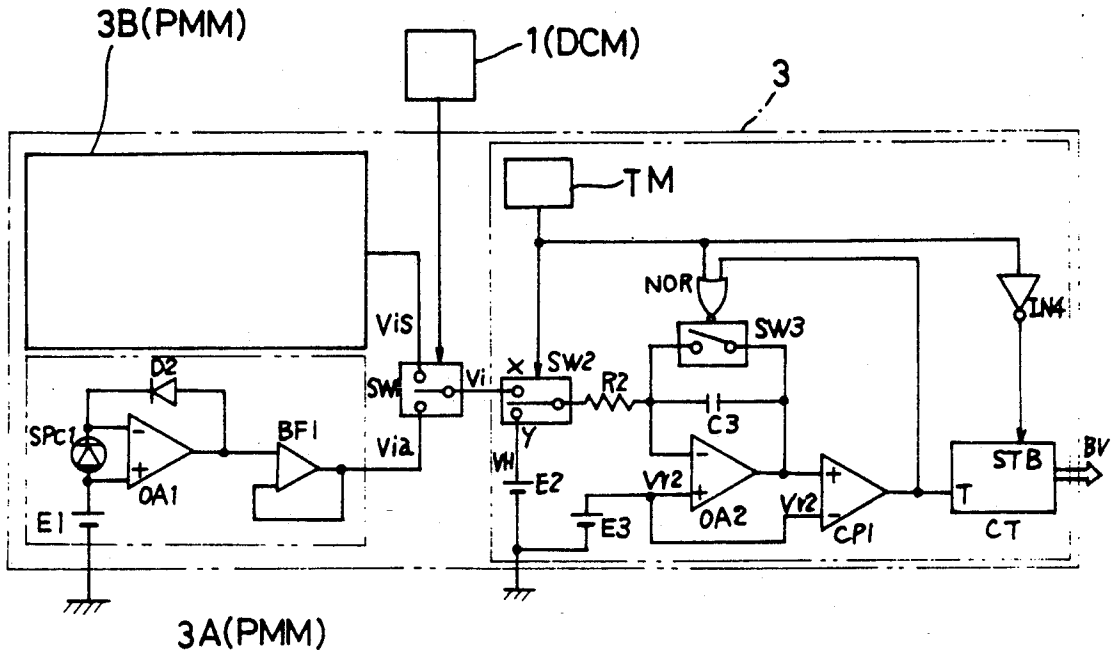 3B(PMM)
1(DCM)
3
TM
NOR
IN4
SW3
ViS
D2
SW1
Vi
X
SW2
R2
C3
SPC1
BF1
Via
Y
STB
BV
-
+
OA1
VH
E2
Vr2
-
+
OA2
+
-
Vr2
CP1
T
CT
E1
E3
3A(PMM)